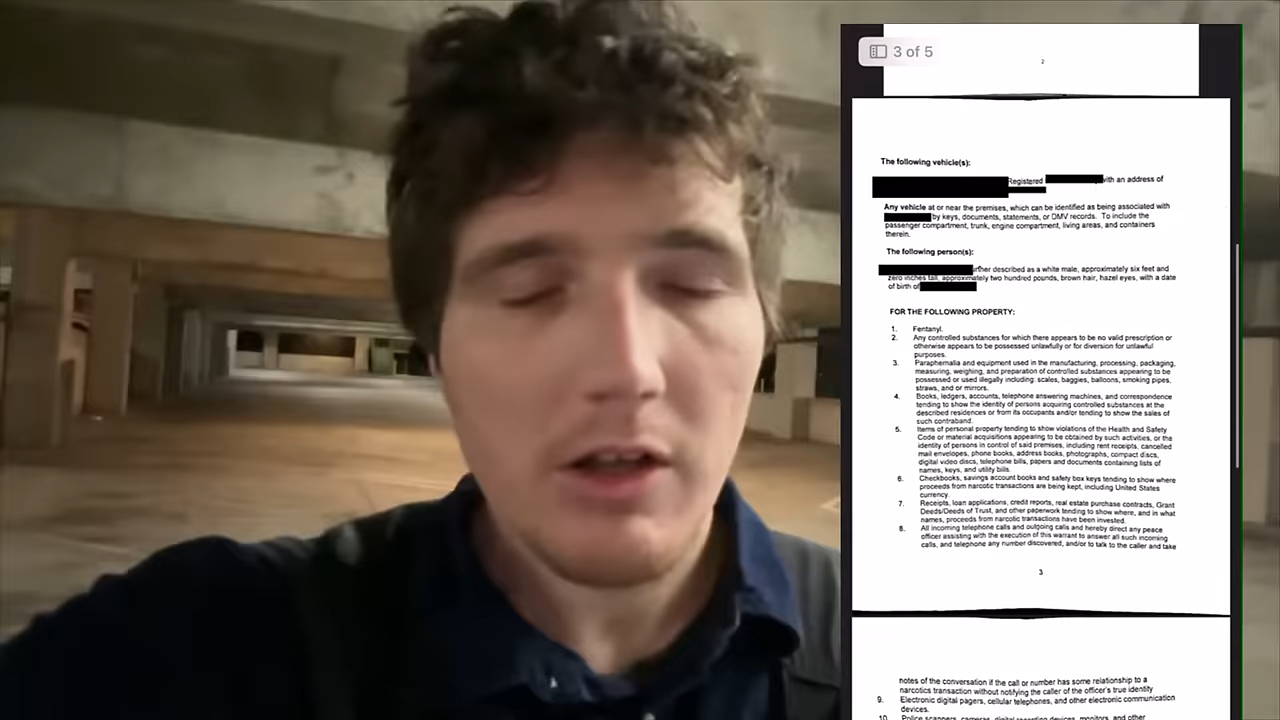 3 of 5
2
The following vehicle(s):
Registered with an address of
Any vehicle at or near the premises, which can be identified as being associated with
by keys, documents, statements, or DMV records. To include the
passenger compartment, trunk, engine compartment, living areas, and containers
therein.
The following person(s):
further described as a white male, approximately six feet and
zero inches tall, approximately two hundred pounds, brown hair, hazel eyes, with a date
of birth of
FOR THE FOLLOWING PROPERTY:
1. Fentanyl.
2. Any controlled substances for which there appears to be no valid prescription or
otherwise appears to be possessed unlawfully or for diversion for unlawful
purposes.
3. Paraphernalia and equipment used in the manufacturing, processing, packaging,
measuring, weighing, and preparation of controlled substances appearing to be
possessed or used illegally including: scales, baggies, balloons, smoking pipes,
straws, and or mirrors.
4. Books, ledgers, accounts, telephone answering machines, and correspondence
tending to show the identity of persons acquiring controlled substances at the
described residences or from its occupants and/or tending to show the sales of
such contraband.
5. Items of personal property tending to show violations of the Health and Safety
Code or material acquisitions appearing to be obtained by such activities, or the
identity of persons in control of said premises, including rent receipts, cancelled
mail envelopes, phone books, address books, photographs, compact discs,
digital video discs, telephone bills, papers and documents containing lists of
names, keys, and utility bills.
6. Checkbooks, savings account books and safety box keys tending to show where
proceeds from narcotic transactions are being kept, including United States
currency.
7. Receipts, loan applications, credit reports, real estate purchase contracts, Grant
Deeds/Deeds of Trust, and other paperwork tending to show where, and in what
names, proceeds from narcotic transactions have been invested.
8. All incoming telephone calls and outgoing calls and hereby direct any peace
officer assisting with the execution of this warrant to answer all such incoming
calls, and telephone any number discovered, and/or to talk to the caller and take
3
notes of the conversation if the call or number has some relationship to a
narcotics transaction without notifying the caller of the officer's true identity
9. Electronic digital pagers, cellular telephones, and other electronic communication
devices.
10. Police scanners, cameras, digital recording devices, monitors, and other